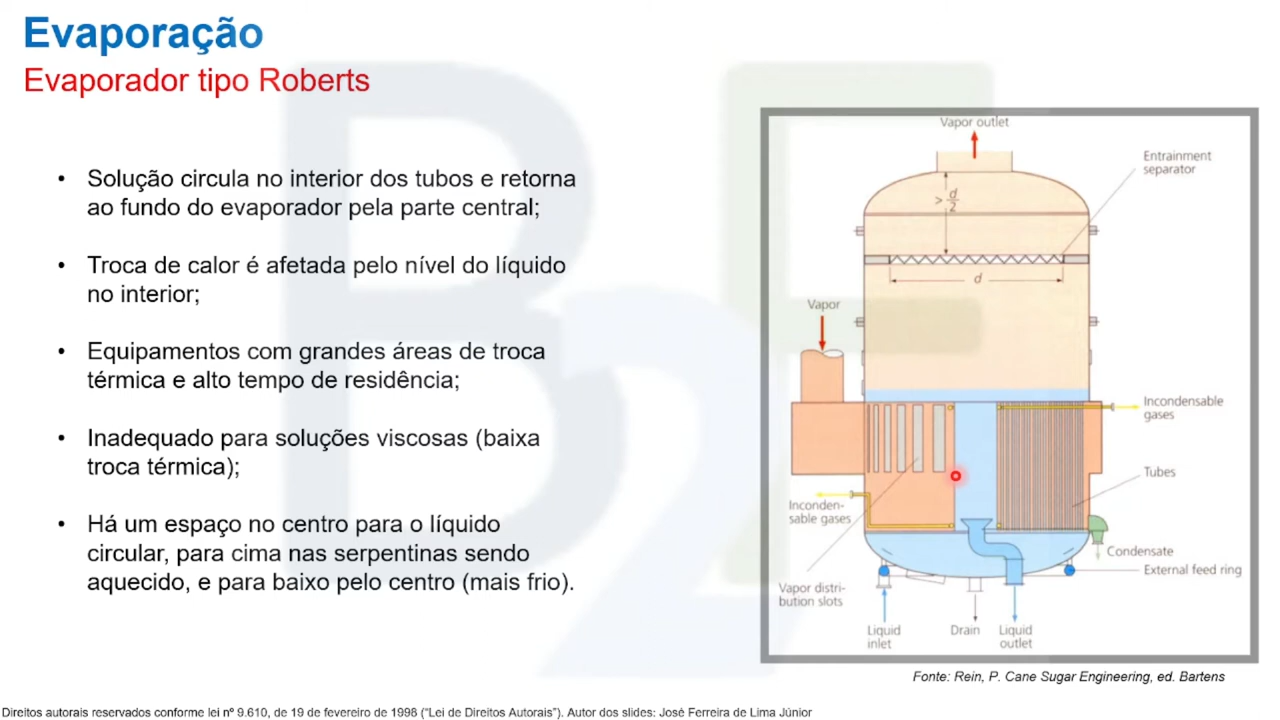 Evaporação
Evaporador tipo Roberts
• Solução circula no interior dos tubos e retorna
ao fundo do evaporador pela parte central;
• Troca de calor é afetada pelo nível do líquido
no interior;
• Equipamentos com grandes áreas de troca
térmica e alto tempo de residência;
• Inadequado para soluções viscosas (baixa
troca térmica);
• Há um espaço no centro para o líquido
circular, para cima nas serpentinas sendo
aquecido, e para baixo pelo centro (mais frio).
Vapor outlet
Entrainment
separator
> d/2
d
Vapor
Incondensable
gases
Tubes
Inconden-
sable gases
Condensate
External feed ring
Vapor distri-
bution slots
Liquid
inlet
Drain
Liquid
outlet
Fonte: Rein, P. Cane Sugar Engineering, ed. Bartens
Direitos autorais reservados conforme lei nº 9.610, de 19 de fevereiro de 1998 (“Lei de Direitos Autorais”). Autor dos slides: José Ferreira de Lima Júnior